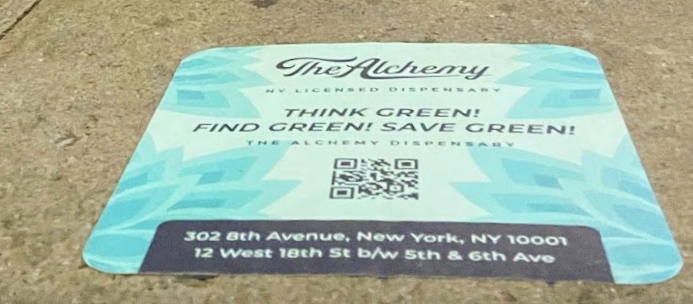 The Alchemy
NY LICENSED DISPENSARY
THINK GREEN!
FIND GREEN! SAVE GREEN!
THE ALCHEMY DISPENSARY
302 8th Avenue, New York, NY 10001
12 West 18th St b/w 5th & 6th Ave